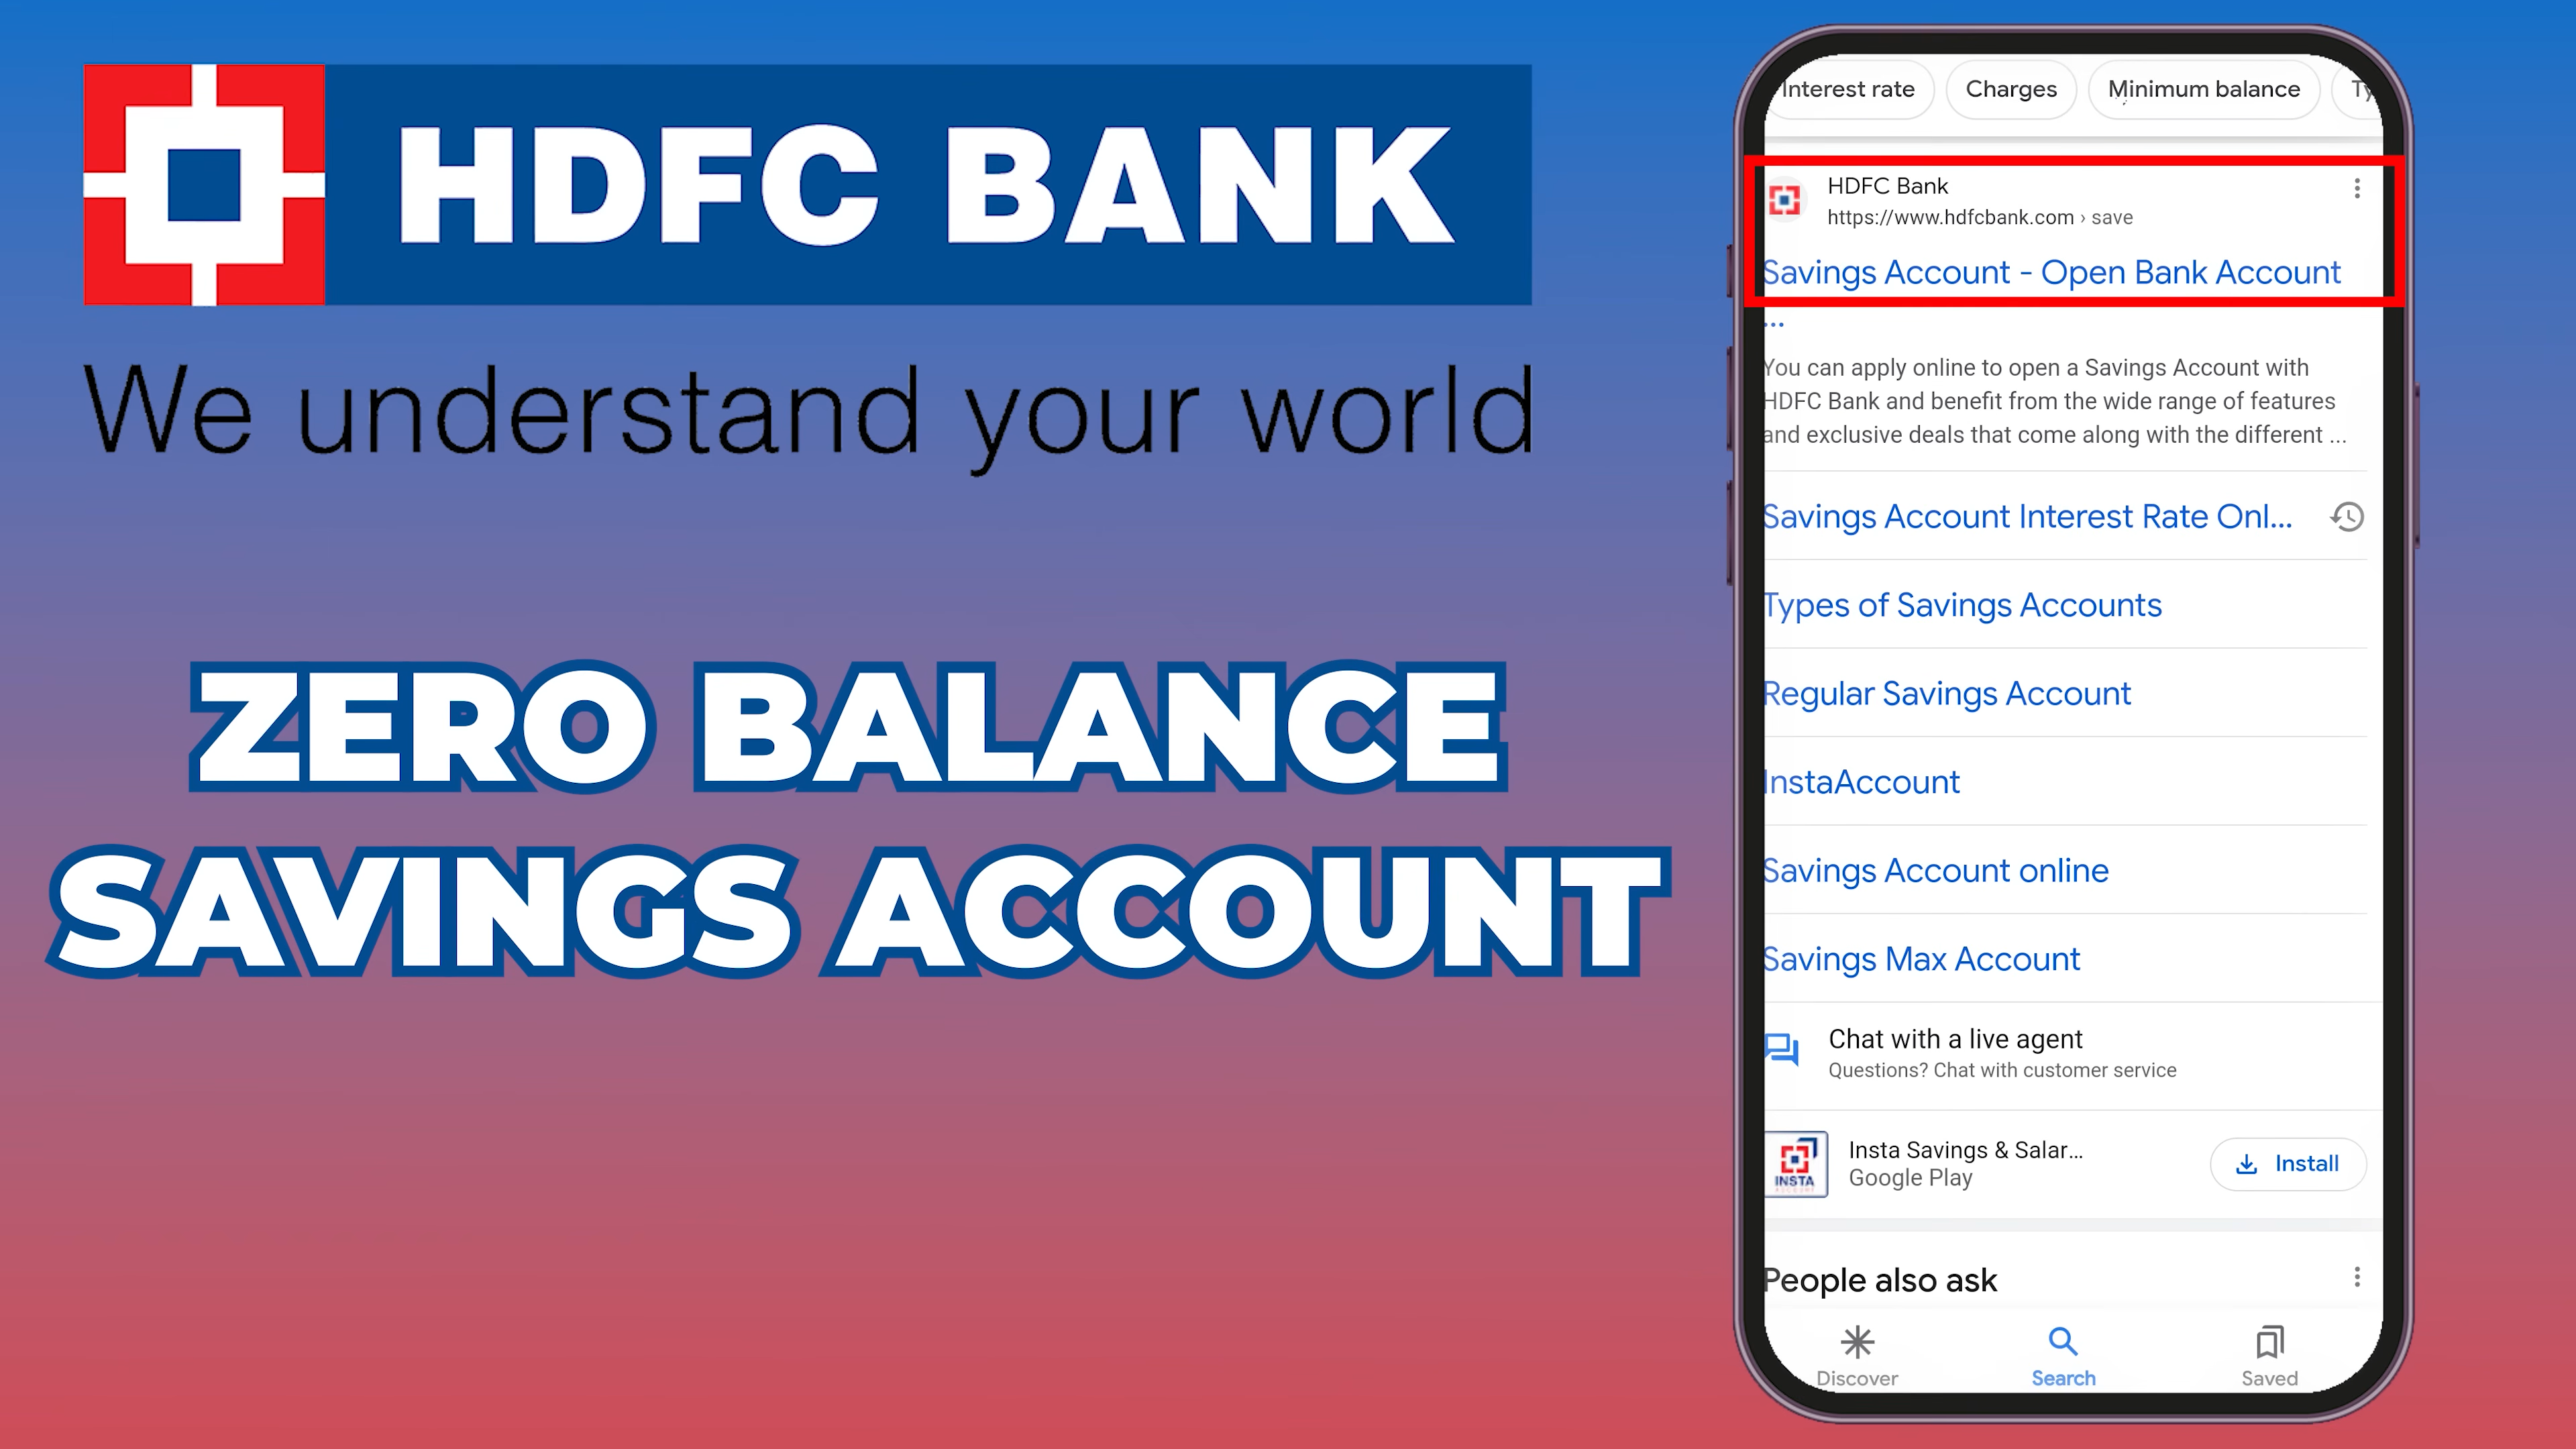 HDFC BANK
We understand your world
ZERO BALANCE
SAVINGS ACCOUNT
Interest rate
Charges
Minimum balance
Ty
HDFC Bank
https://www.hdfcbank.com › save
Savings Account - Open Bank Account
...
You can apply online to open a Savings Account with
HDFC Bank and benefit from the wide range of features
and exclusive deals that come along with the different ...
Savings Account Interest Rate Onl...
Types of Savings Accounts
Regular Savings Account
InstaAccount
Savings Account online
Savings Max Account
Chat with a live agent
Questions? Chat with customer service
INSTA
Insta Savings & Salar...
Google Play
Install
People also ask
Discover
Search
Saved